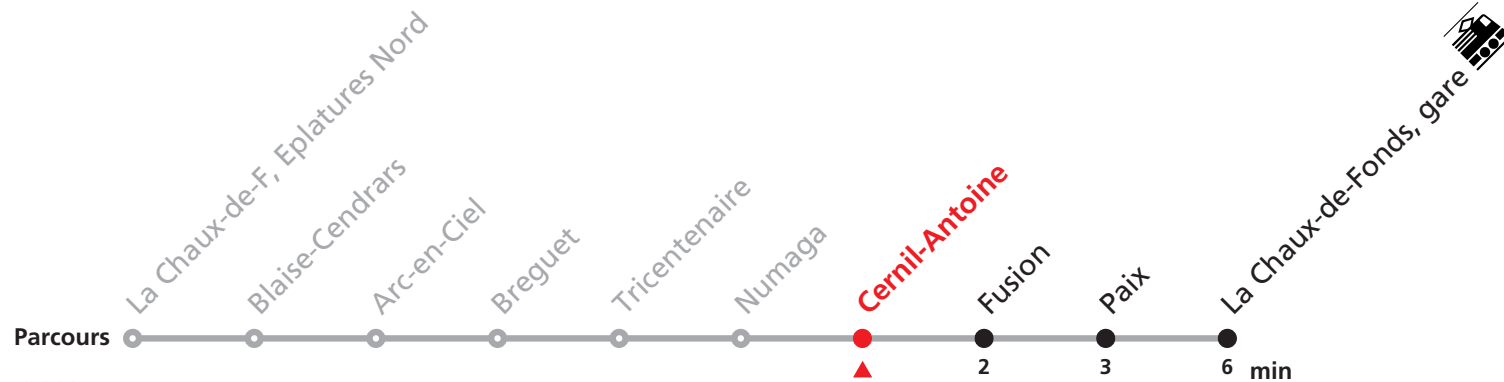 La Chaux-de-F, Eplatures Nord
Blaise-Cendrars
Arc-en-Ciel
Breguet
Tricentenaire
Numaga
Cernil-Antoine
Fusion
Paix
La Chaux-de-Fonds, gare
Parcours
2 3 6 min